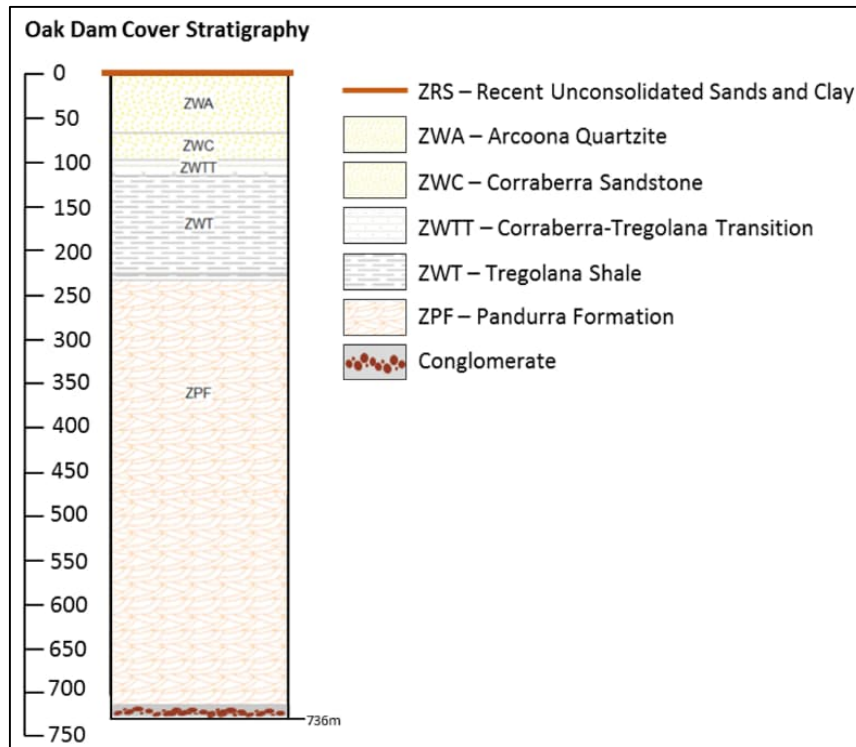 Oak Dam Cover Stratigraphy
0
50
100
150
200
250
300
350
400
450
500
550
600
650
700
750
ZWA
ZWC
ZWTT
ZWT
ZPF
736m
ZRS – Recent Unconsolidated Sands and Clay
ZWA – Arcoona Quartzite
ZWC – Corraberra Sandstone
ZWTT – Corraberra-Tregolana Transition
ZWT – Tregolana Shale
ZPF – Pandurra Formation
Conglomerate